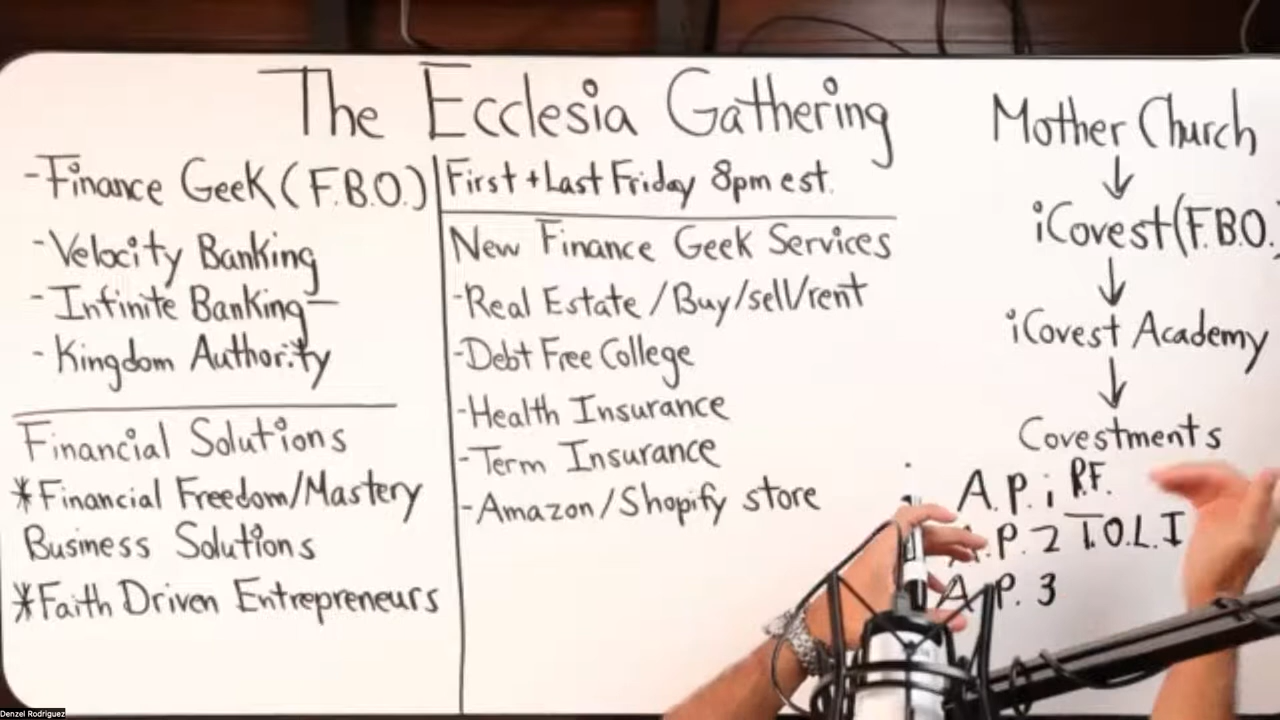 The Ecclesia Gathering
-Finance Geek (F.B.O.)
-Velocity Banking
-Infinite Banking-
-Kingdom Authority
Financial Solutions
*Financial Freedom/Mastery
Business Solutions
*Faith Driven Entrepreneurs
First + Last Friday 8pm est.
New Finance Geek Services
-Real Estate/Buy/sell/rent
-Debt Free College
-Health Insurance
-Term Insurance
-Amazon/Shopify store
Mother Church
↓
iCovest (F.B.O.)
↓
iCovest Academy
↓
Covestments
A.P. 1 P.F.
A.P. 2 T.O.L.I
A.P. 3
Denzel Rodriguez